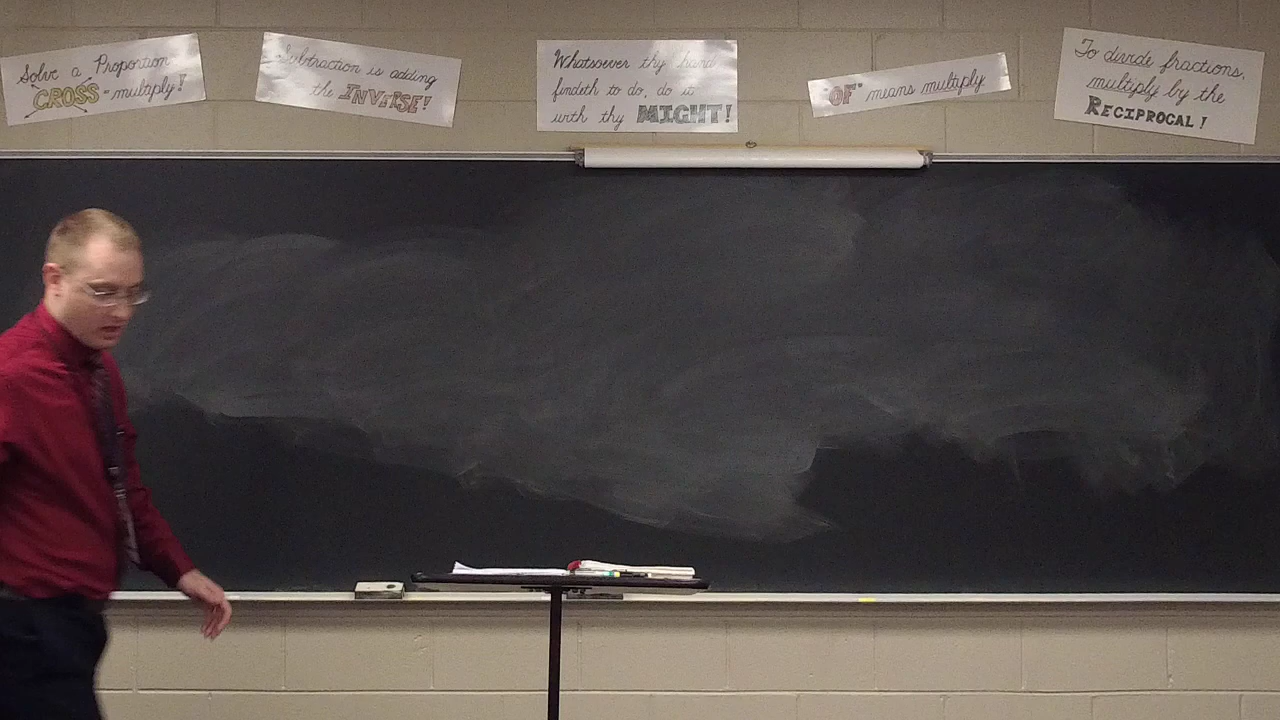 Solve a Proportion
CROSS-multiply!
Subtraction is adding
the INVERSE!
Whatsoever thy hand
findeth to do, do it
with thy MIGHT!
"OF" means multiply
To divide fractions,
multiply by the
RECIPROCAL!